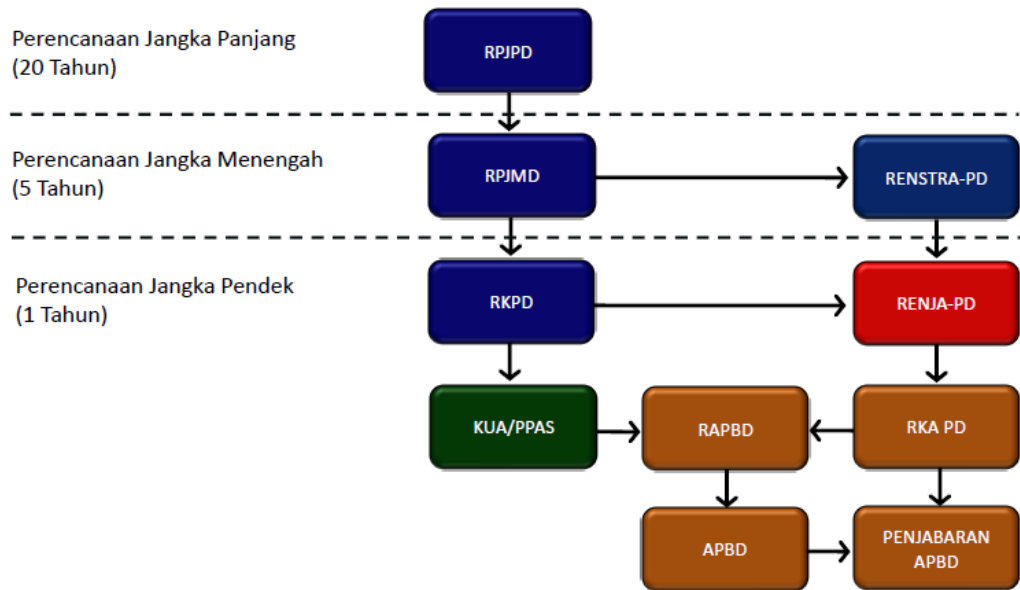 Perencanaan Jangka Panjang
(20 Tahun)
RPJPD
Perencanaan Jangka Menengah
(5 Tahun)
RPJMD
RENSTRA-PD
Perencanaan Jangka Pendek
(1 Tahun)
RKPD
RENJA-PD
KUA/PPAS
RAPBD
RKA PD
APBD
PENJABARAN
APBD